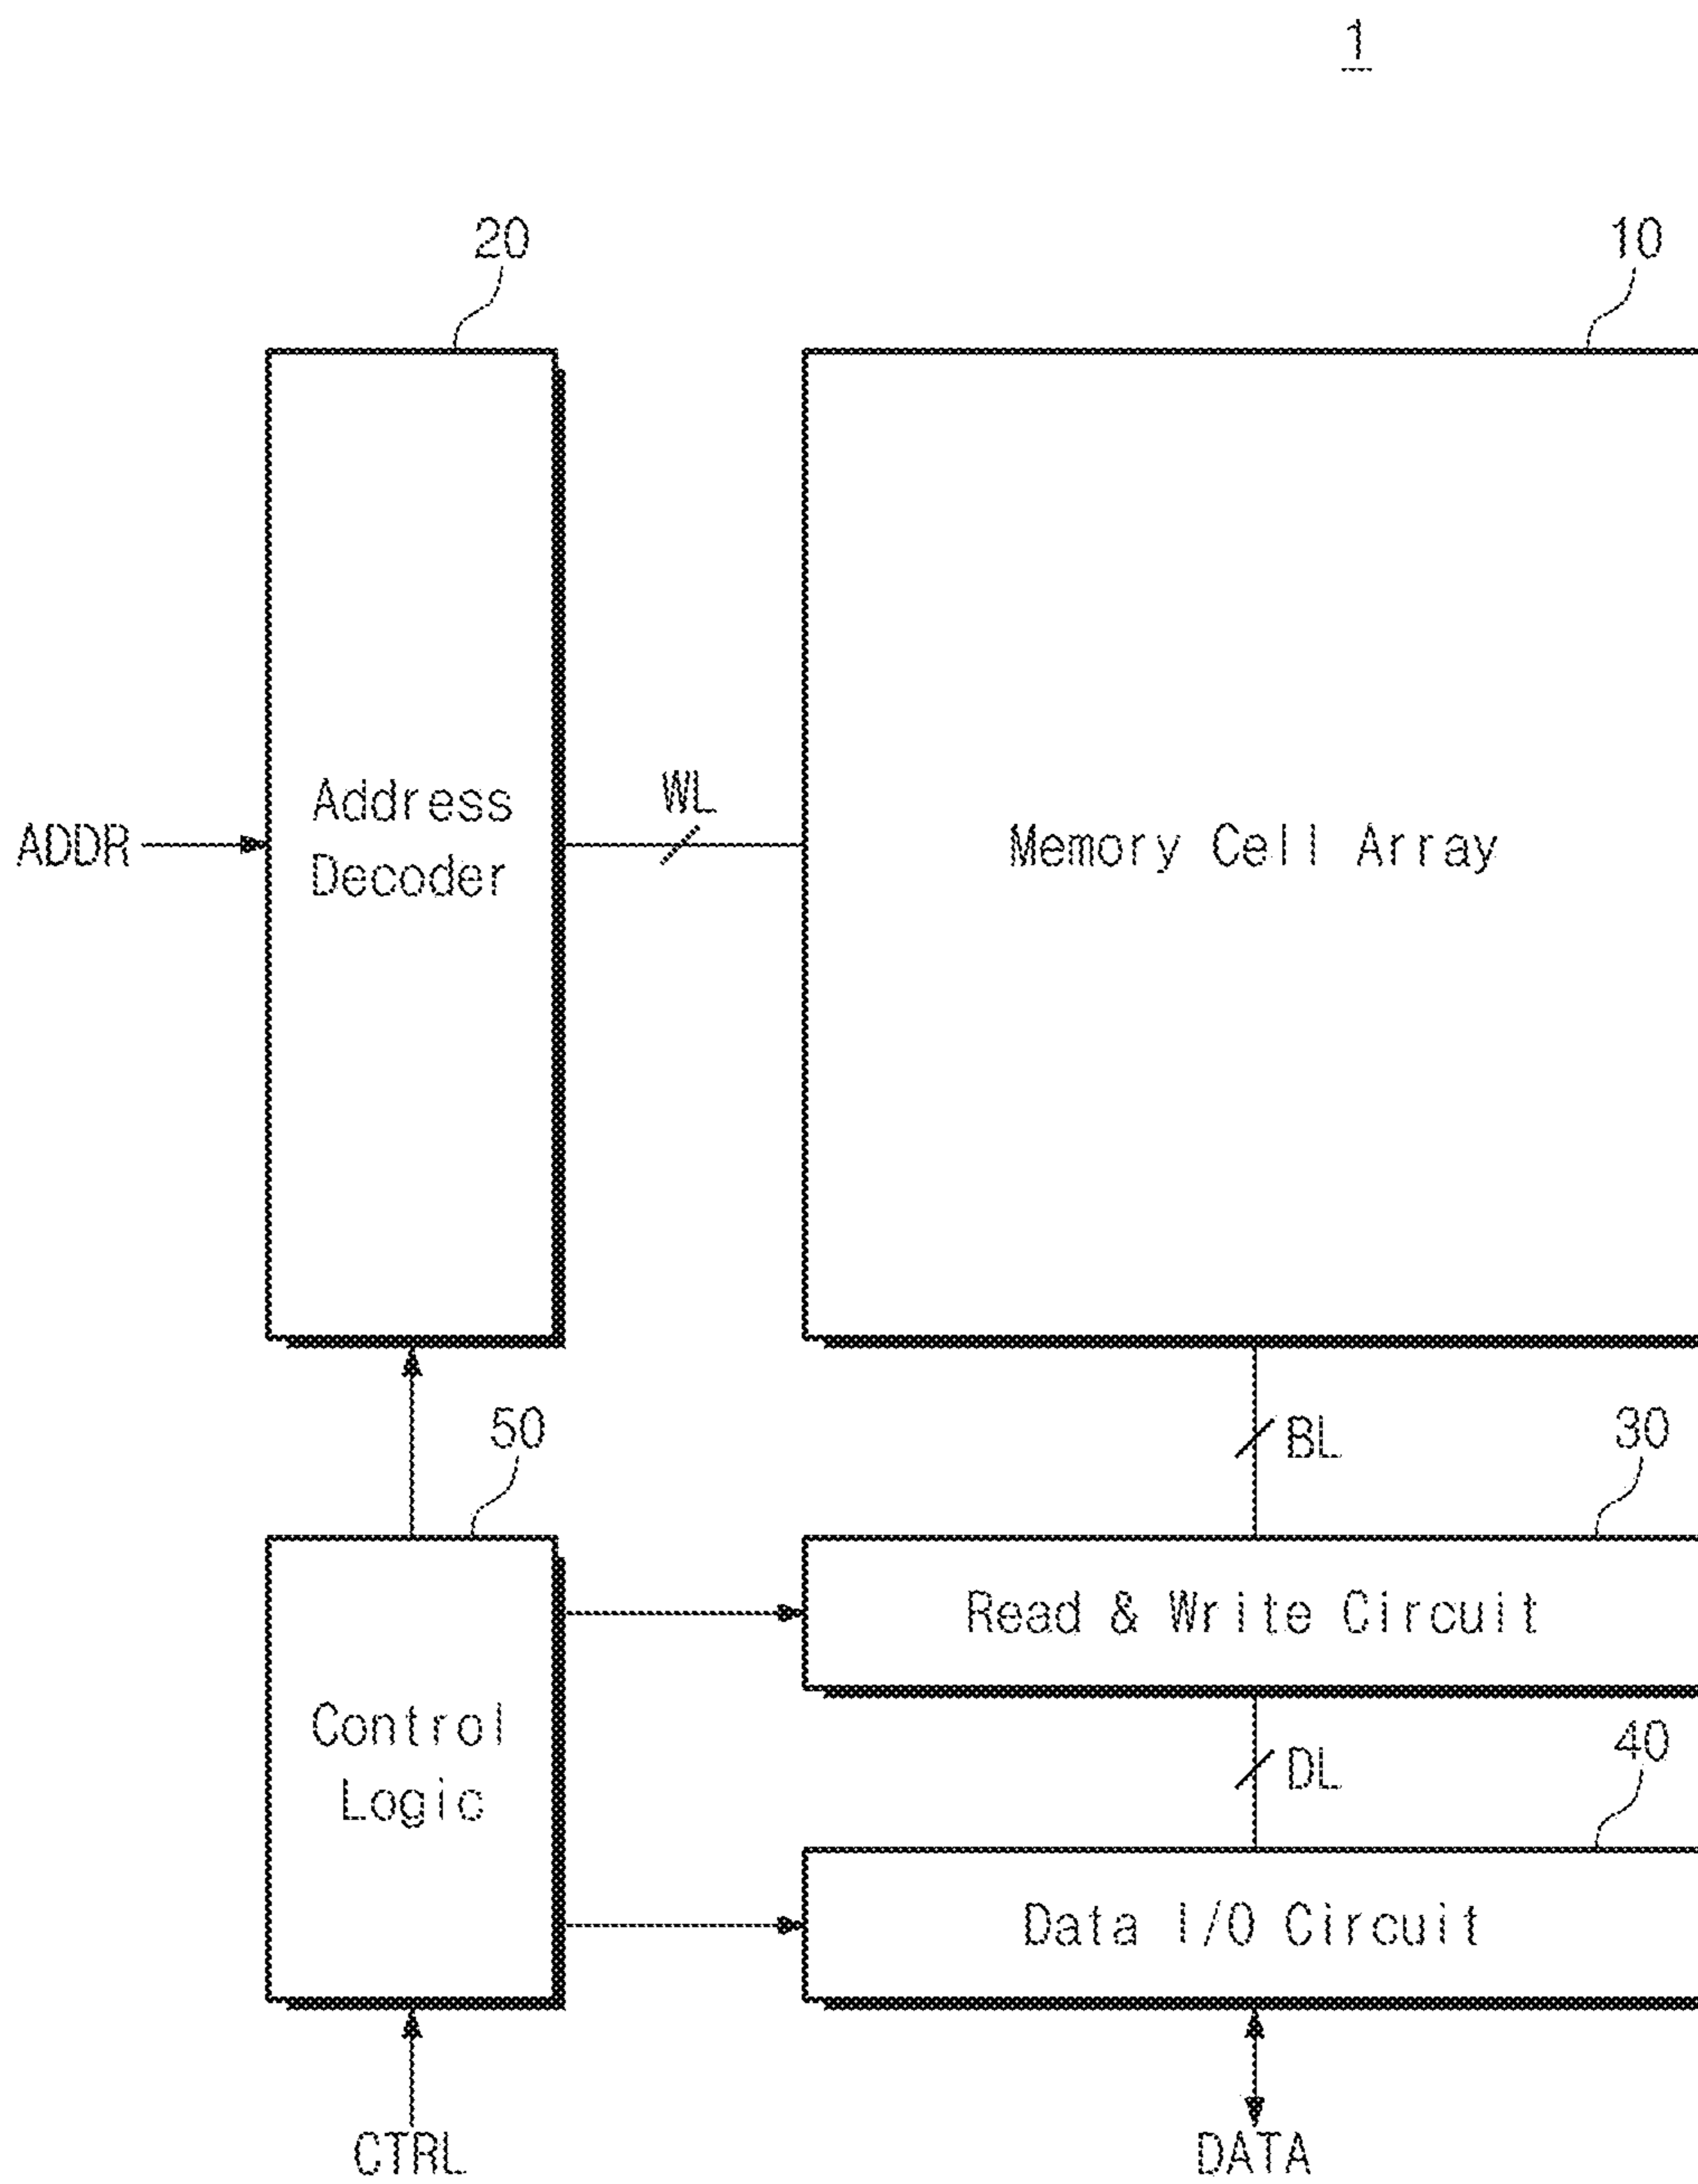 1
20
10
Address
Decoder
ADDR
WL
Memory Cell Array
50
BL
30
Read & Write Circuit
Control
Logic
DL
40
Data I/O Circuit
CTRL
DATA